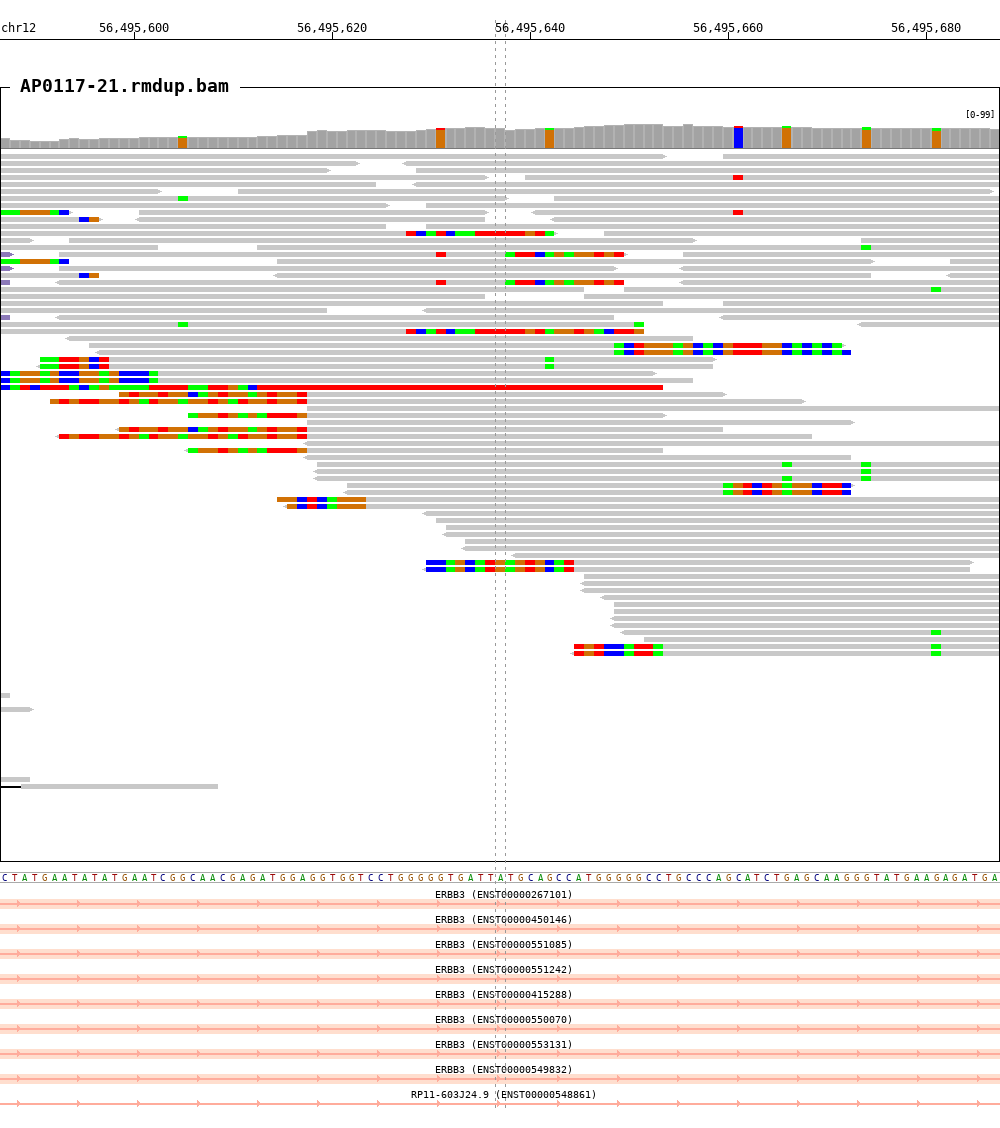 chr12 56,495,600 56,495,620 56,495,640 56,495,660 56,495,680
AP0117-21.rmdup.bam
[0-99]
CTATGAATATATGAATCGGCAACGAGATGGAGGTGGTCCTGGGGGTGATTATGCAGCCATGGGGGCCTGCCCAGCATCTGAGCAAGGGTATGAAGAGATGA
ERBB3 (ENST00000267101)
ERBB3 (ENST00000450146)
ERBB3 (ENST00000551085)
ERBB3 (ENST00000551242)
ERBB3 (ENST00000415288)
ERBB3 (ENST00000550070)
ERBB3 (ENST00000553131)
ERBB3 (ENST00000549832)
RP11-603J24.9 (ENST00000548861)